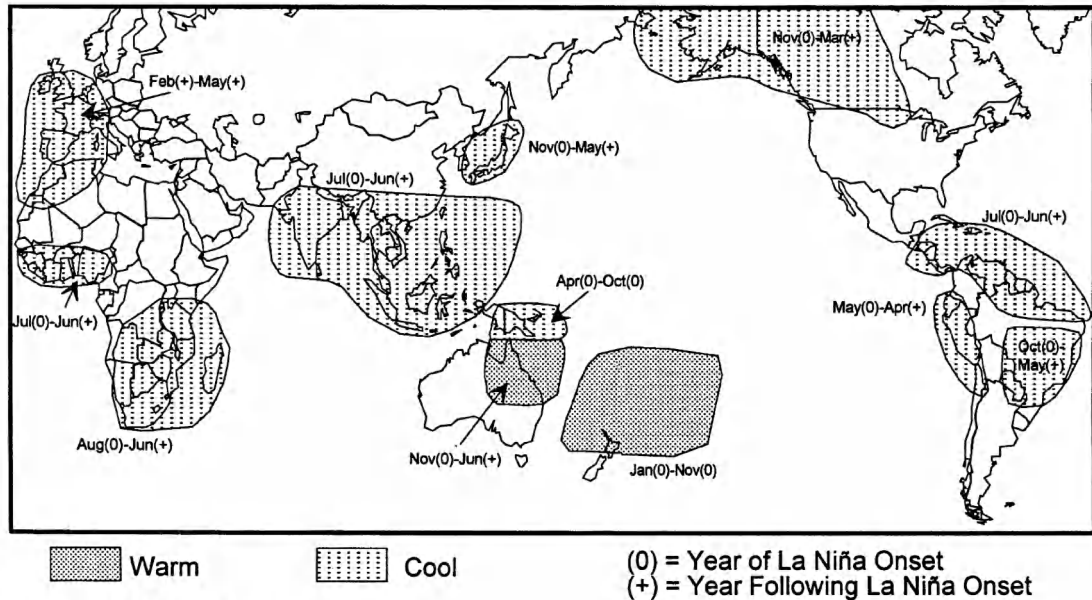 Nov(0)-Mar(+)
Feb(+)-May(+)
Nov(0)-May(+)
Jul(0)-Jun(+)
Jul(0)-Jun(+)
Apr(0)-Oct(0)
May(0)-Apr(+)
Jul(0)-Jun(+)
Oct(0)-
May(+)
Aug(0)-Jun(+)
Nov(0)-Jun(+)
Jan(0)-Nov(0)
Warm
Cool
(0) = Year of La Niña Onset
(+) = Year Following La Niña Onset